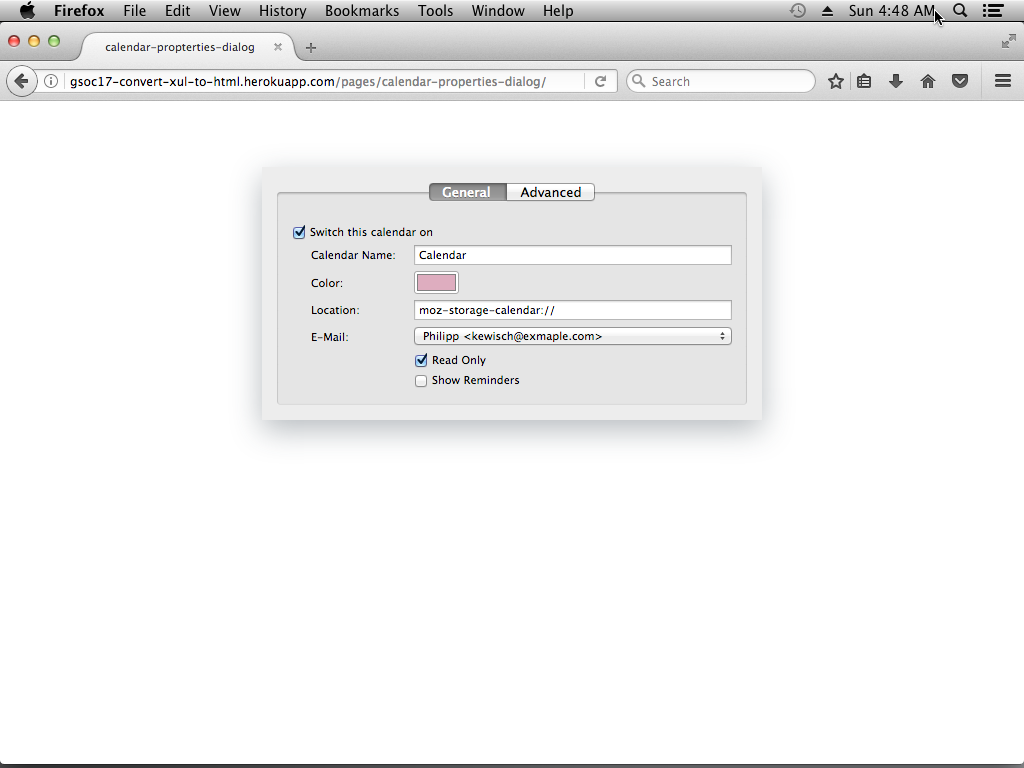 Firefox File Edit View History Bookmarks Tools Window Help Sun 4:48 AM
calendar-propterties-dialog
gsoc17-convert-xul-to-html.herokuapp.com/pages/calendar-properties-dialog/ Search
General Advanced
Switch this calendar on
Calendar Name: Calendar
Color:
Location: moz-storage-calendar://
E-Mail: Philipp <kewisch@exmaple.com>
Read Only
Show Reminders